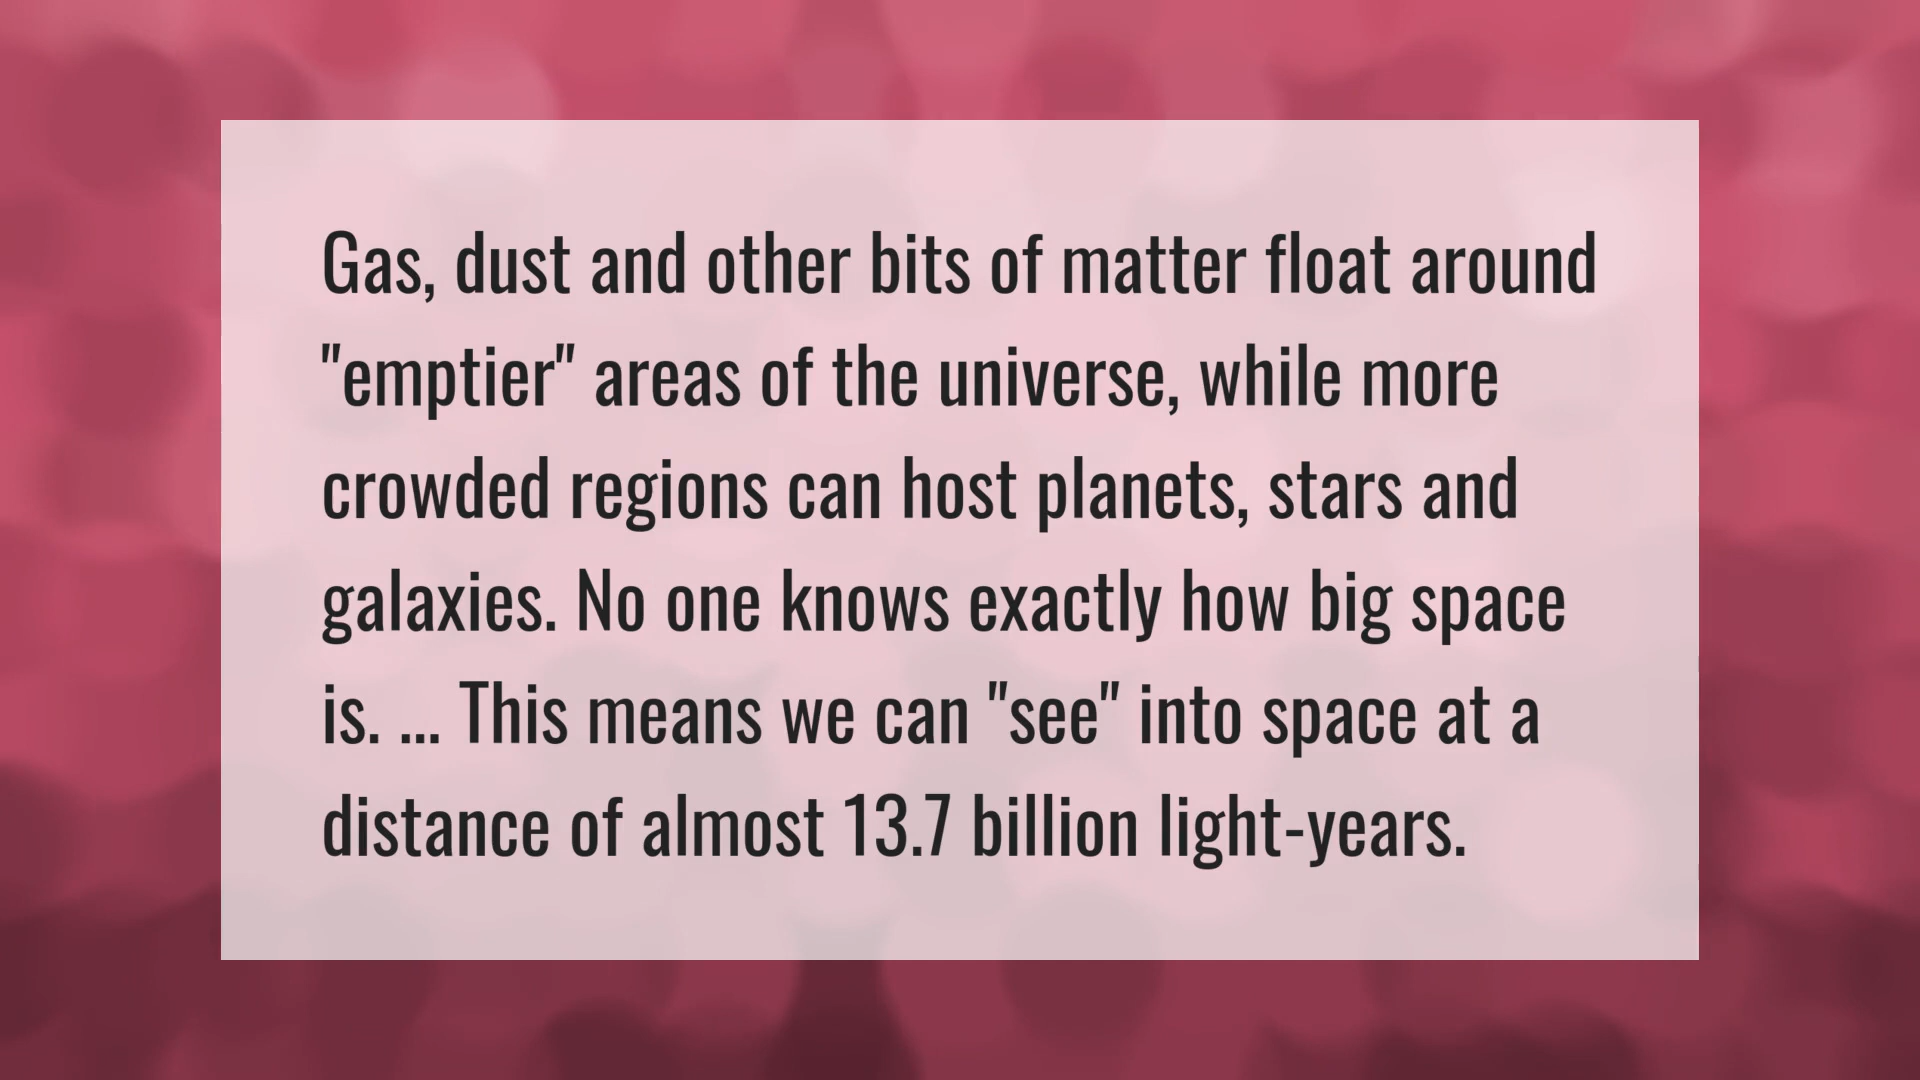 Gas, dust and other bits of matter float around
"emptier" areas of the universe, while more
crowded regions can host planets, stars and
galaxies. No one knows exactly how big space
is. ... This means we can "see" into space at a
distance of almost 13.7 billion light-years.